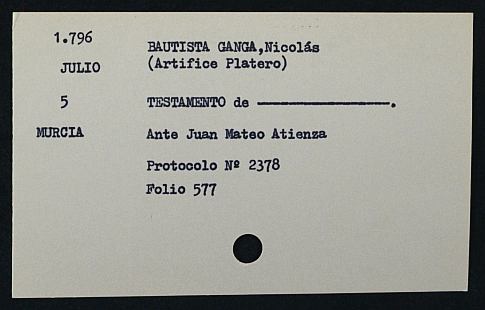 1.796
JULIO
5
MURCIA
BAUTISTA GANGA,Nicolás
(Artifice Platero)
TESTAMENTO de ————————.
Ante Juan Mateo Atienza
Protocolo Nº 2378
Folio 577